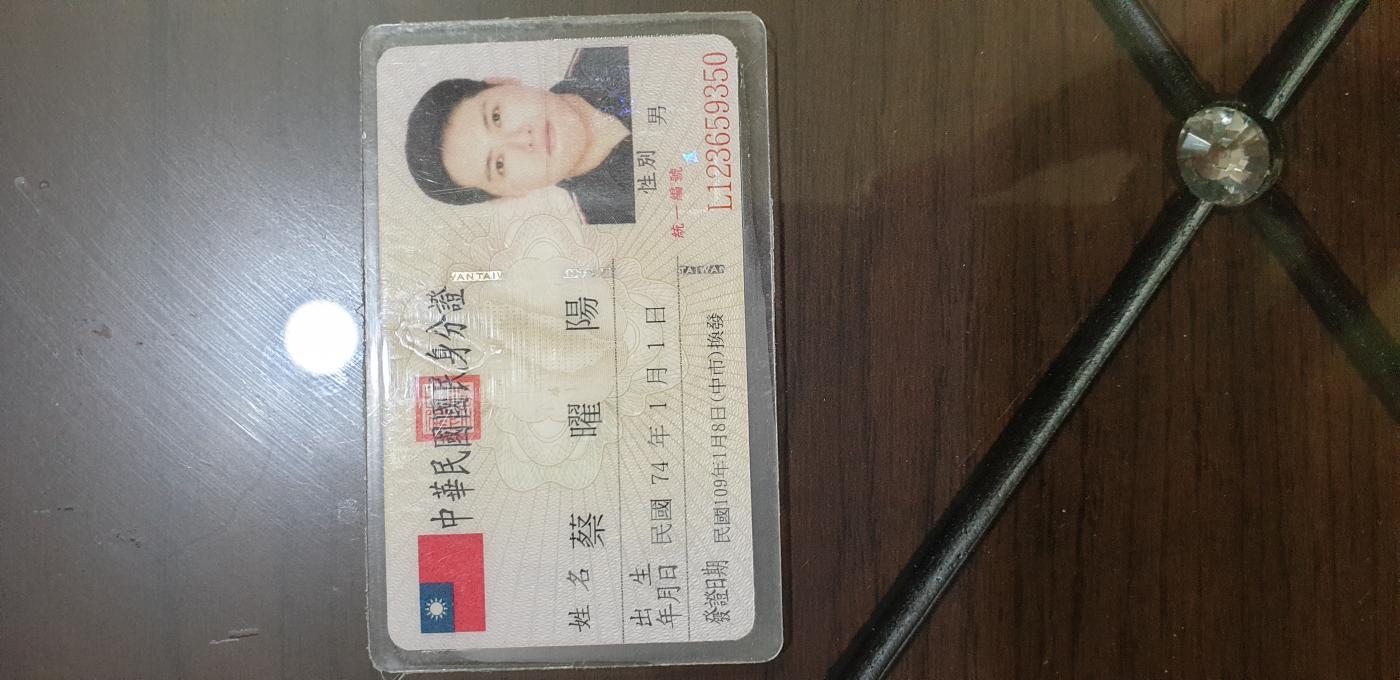 中華民國國民身分證
姓名 蔡曜陽
出生年月日 民國 74 年 1 月 1 日
性別 男
發證日期 民國109年1月8日(中市)換發
統一編號
L123659350
TAIWAN